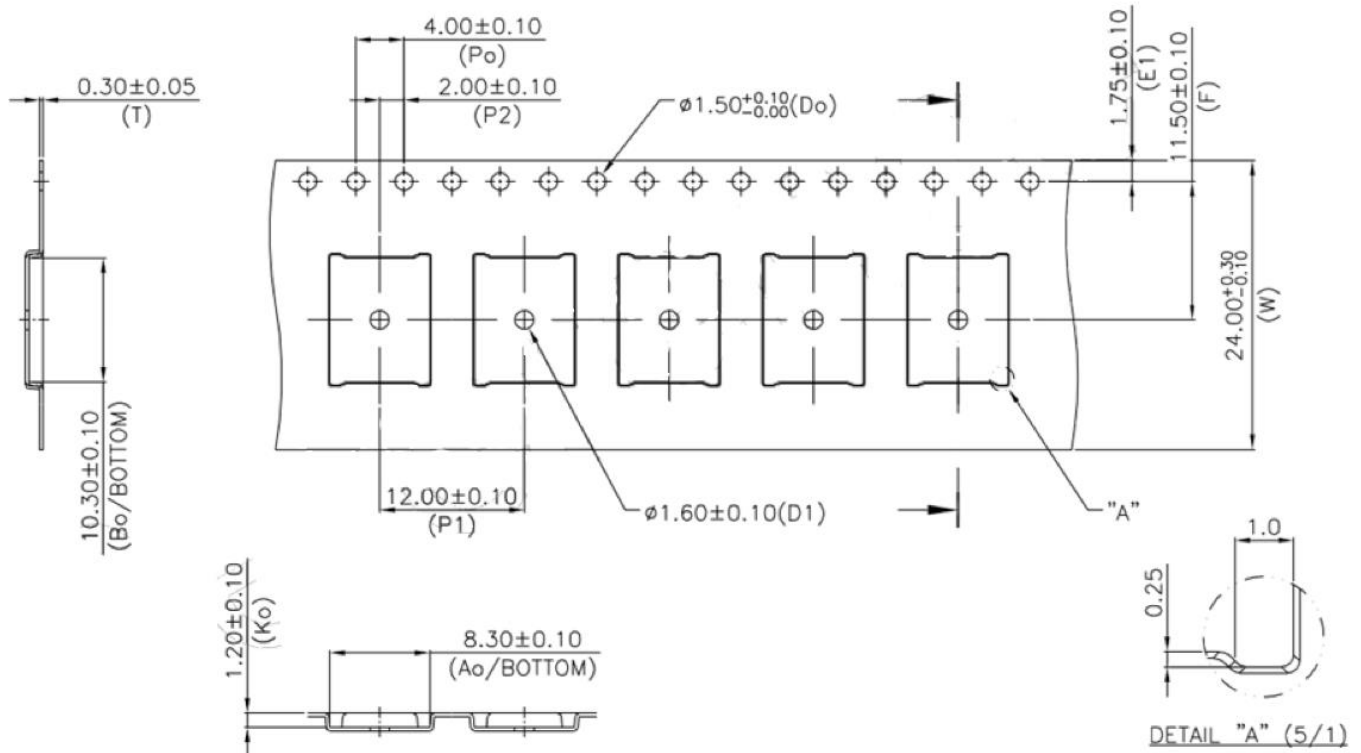 4.00±0.10
(Po)
0.30±0.05
(T)
2.00±0.10
(P2)
ø1.50+0.10-0.00(Do)
1.75±0.10
(E1)
11.50±0.10
(F)
24.00+0.30-0.10
(W)
10.30±0.10
(Bo/BOTTOM)
12.00±0.10
(P1)
ø1.60±0.10(D1)
"A"
1.20±0.10
(Ko)
8.30±0.10
(Ao/BOTTOM)
1.0
0.25
DETAIL "A" (5/1)